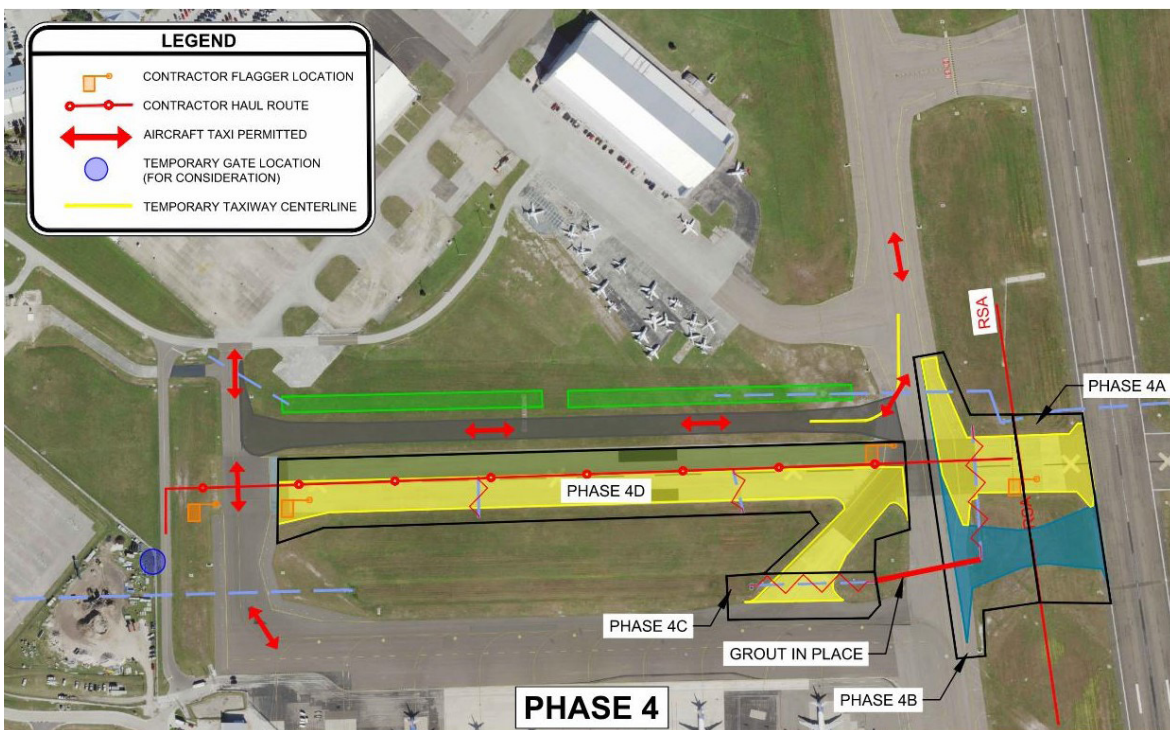 LEGEND
CONTRACTOR FLAGGER LOCATION
CONTRACTOR HAUL ROUTE
AIRCRAFT TAXI PERMITTED
TEMPORARY GATE LOCATION
(FOR CONSIDERATION)
TEMPORARY TAXIWAY CENTERLINE
RSA
PHASE 4A
PHASE 4D
RSA
PHASE 4C
GROUT IN PLACE
PHASE 4B
PHASE 4